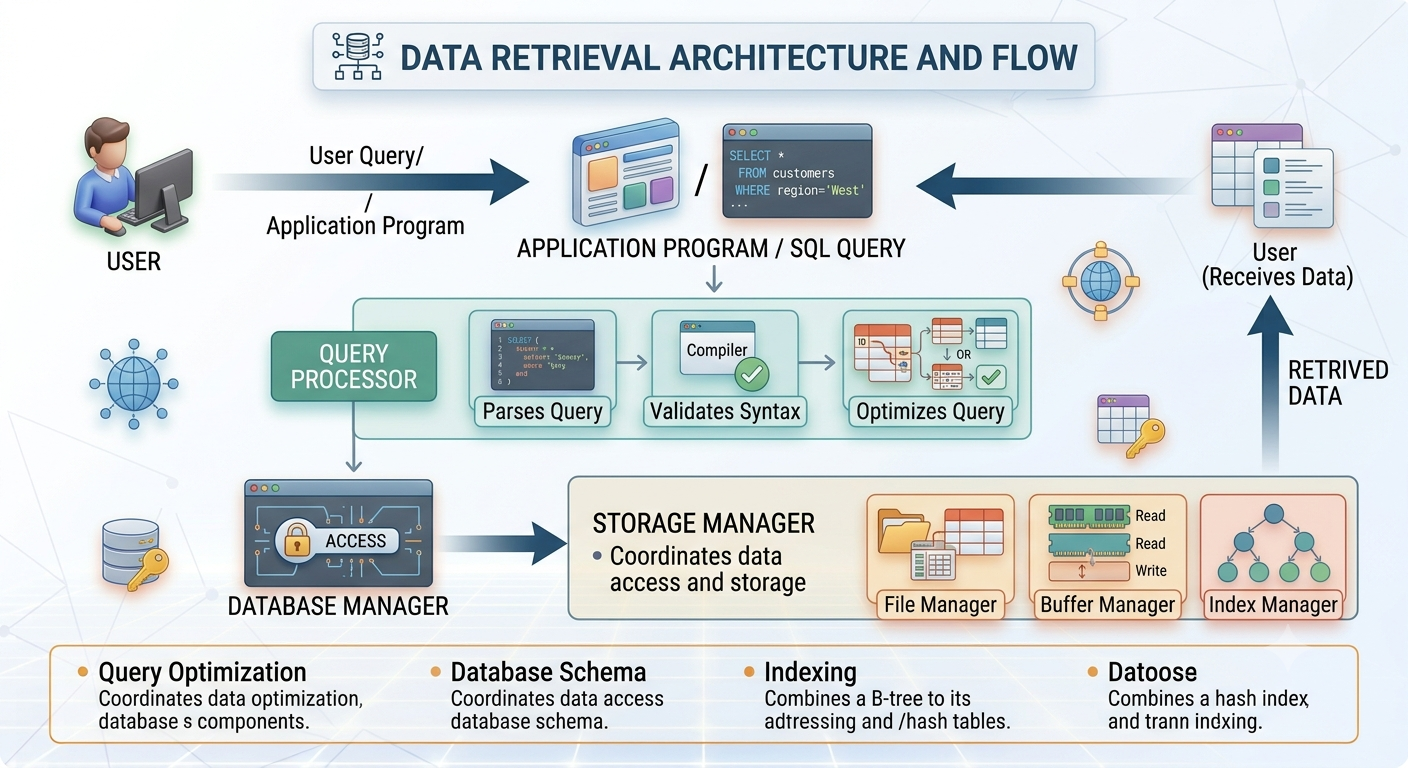 DATA RETRIEVAL ARCHITECTURE AND FLOW
User Query/
/
Application Program
USER
/
SELECT *
FROM customers
WHERE region='West'
...
APPLICATION PROGRAM / SQL QUERY
User
(Receives Data)
RETRIVED
DATA
QUERY
PROCESSOR
Parses Query
Compiler
Validates Syntax
OR
Optimizes Query
ACCESS
DATABASE MANAGER
STORAGE MANAGER
• Coordinates data
access and storage
File Manager
Read
Read
Write
Buffer Manager
Index Manager
• Query Optimization
Coordinates data optimization,
database s components.
• Database Schema
Coordinates data access
database schema.
• Indexing
Combines a B-tree to its
adtressing and /hash tables.
• Datoose
Combines a hash index,
and trann indxing.